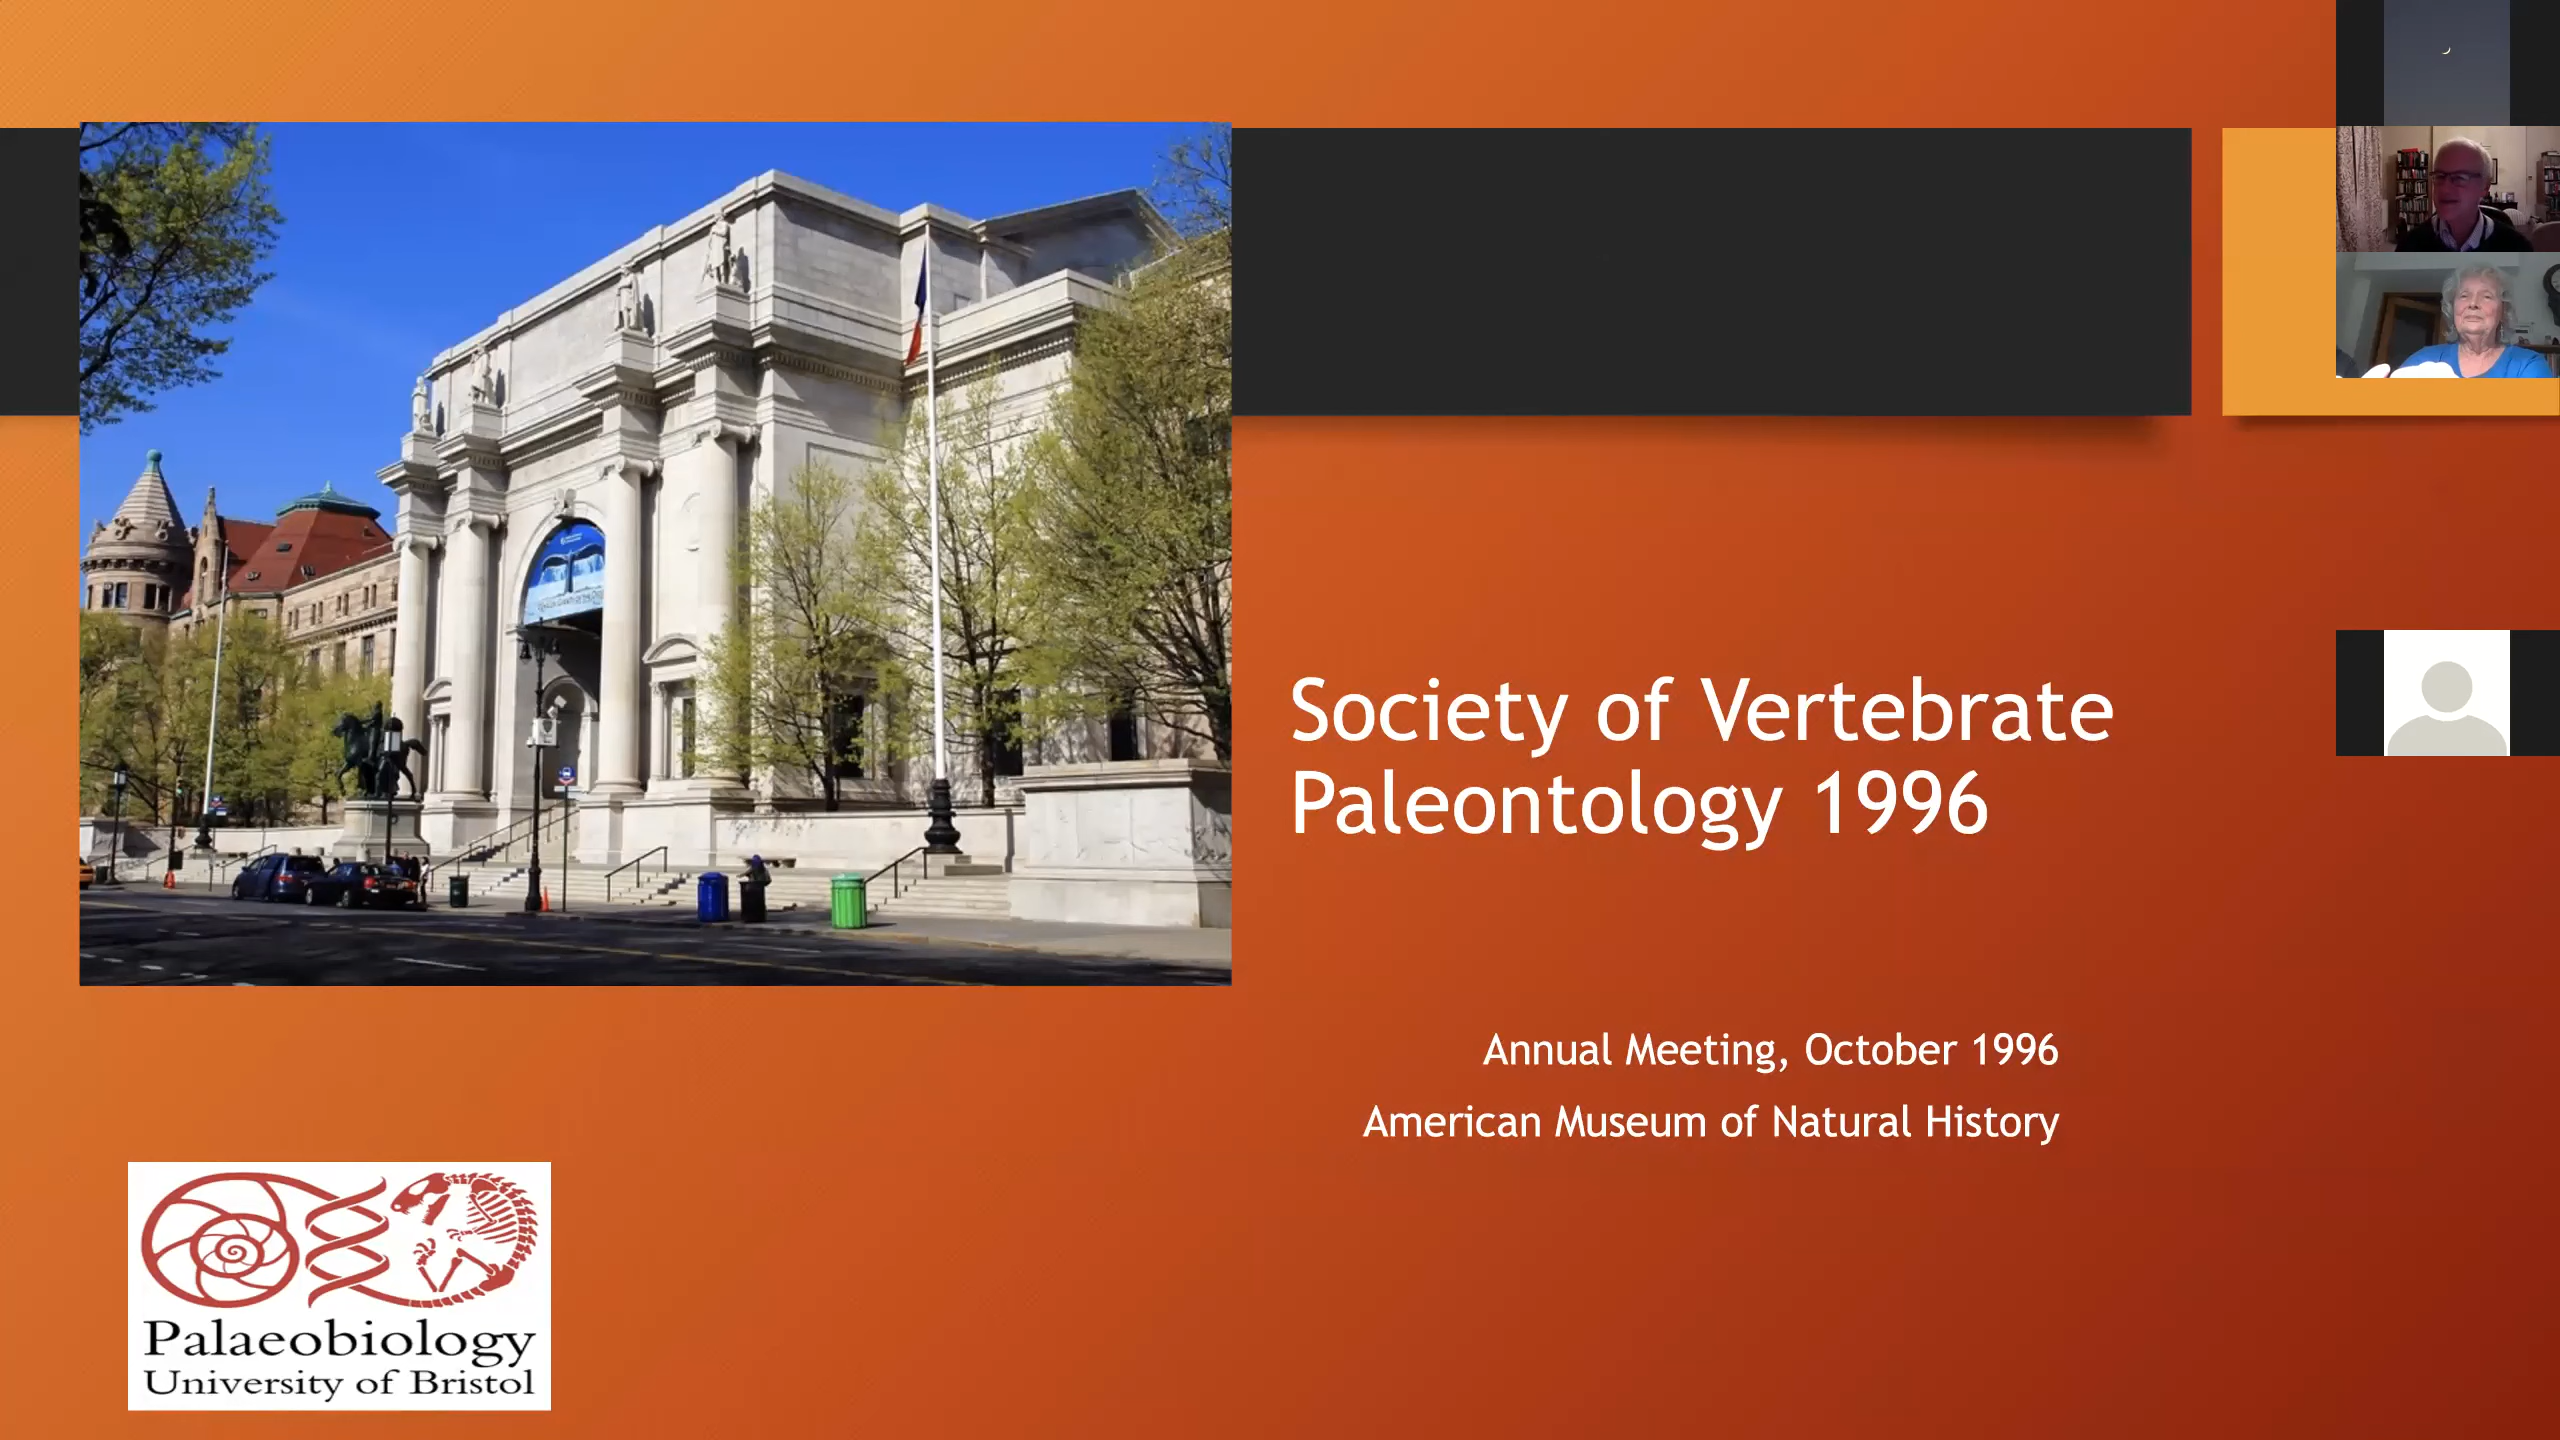 Society of Vertebrate
Paleontology 1996
Annual Meeting, October 1996
American Museum of Natural History
Palaeobiology
University of Bristol